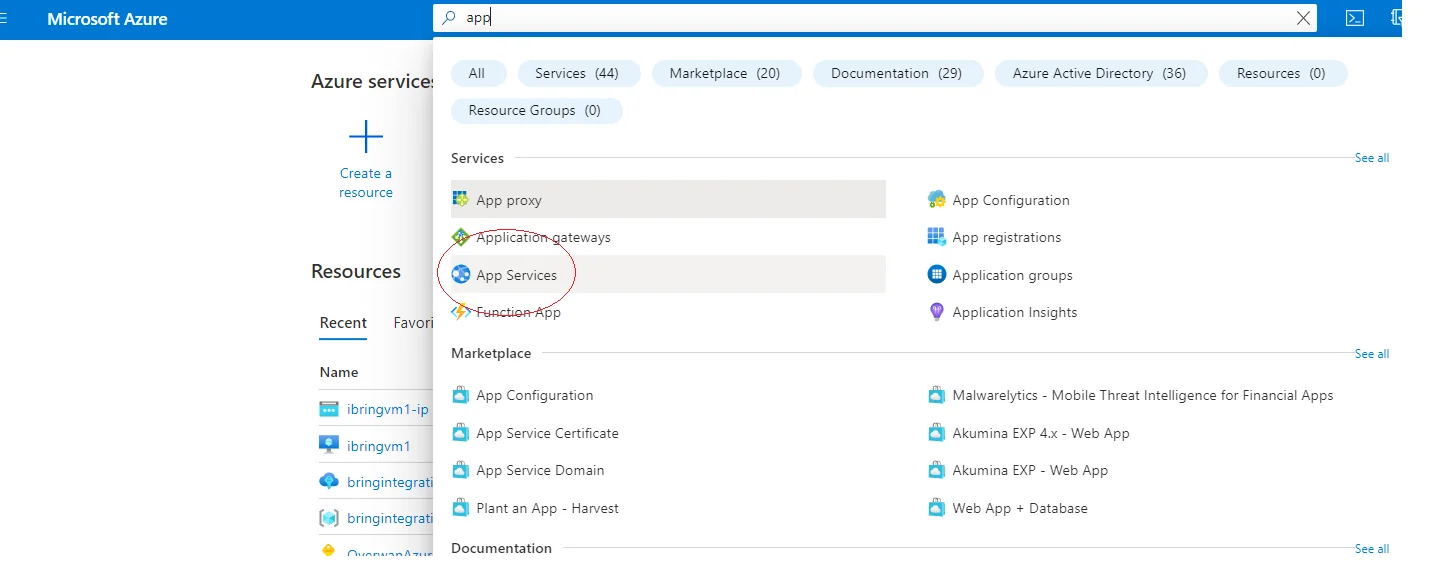 Microsoft Azure
app
All
Services (44)
Marketplace (20)
Documentation (29)
Azure Active Directory (36)
Resources (0)
Resource Groups (0)
Azure services
Create a
resource
Resources
Recent
Favori
Name
ibringvm1-ip
ibringvm1
bringintegrati
bringintegrati
OverwanAzur
Services
See all
App proxy
App Configuration
Application gateways
App registrations
App Services
Application groups
Function App
Application Insights
Marketplace
See all
App Configuration
Malwarelytics - Mobile Threat Intelligence for Financial Apps
App Service Certificate
Akumina EXP 4.x - Web App
App Service Domain
Akumina EXP - Web App
Plant an App - Harvest
Web App + Database
Documentation
See all